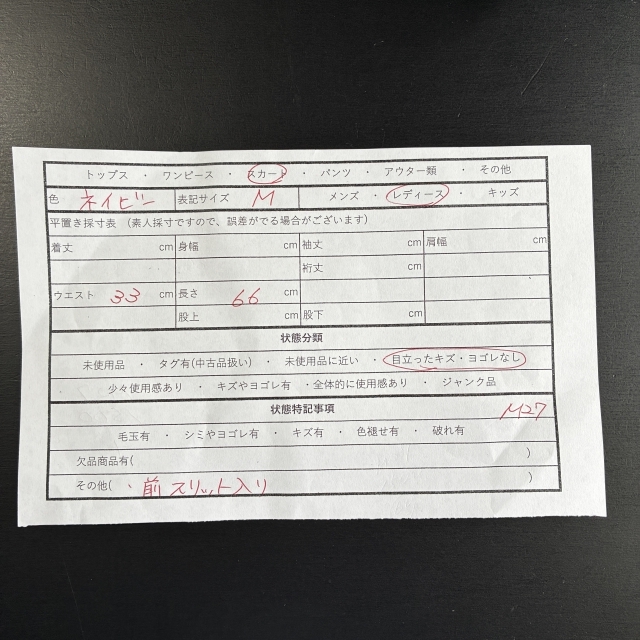 トップス ・ ワンピース ・ スカート ・ パンツ ・ アウター類 ・ その他
色 ネイビー 表記サイズ M メンズ ・ レディース ・ キッズ
平置き採寸表 (素人採寸ですので、誤差がでる場合がございます)
着丈 cm 身幅 cm 袖丈 cm 肩幅 cm
裄丈 cm
ウエスト 33 cm 長さ 66 cm
股上 cm 股下 cm
状態分類
未使用品 ・ タグ有(中古品扱い) ・ 未使用品に近い ・ 目立ったキズ・ヨゴレなし
少々使用感あり ・ キズやヨゴレ有 ・全体的に使用感あり ・ ジャンク品
状態特記事項
M27
毛玉有 ・ シミやヨゴレ有 ・ キズ有 ・ 色褪せ有 ・ 破れ有
欠品商品有( )
その他( ・前スリット入り )